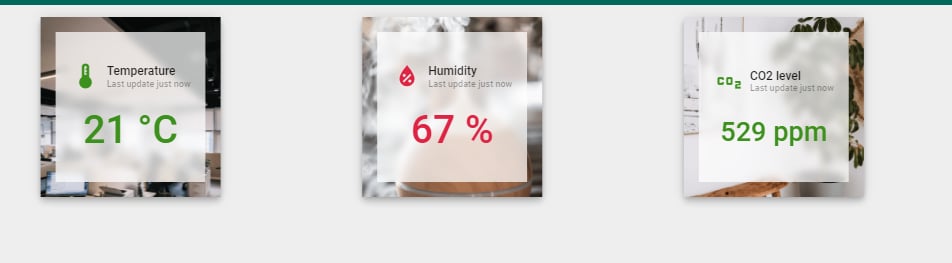 Temperature
Last update just now
21 °C
Humidity
Last update just now
67 %
CO2 CO2 level
Last update just now
529 ppm